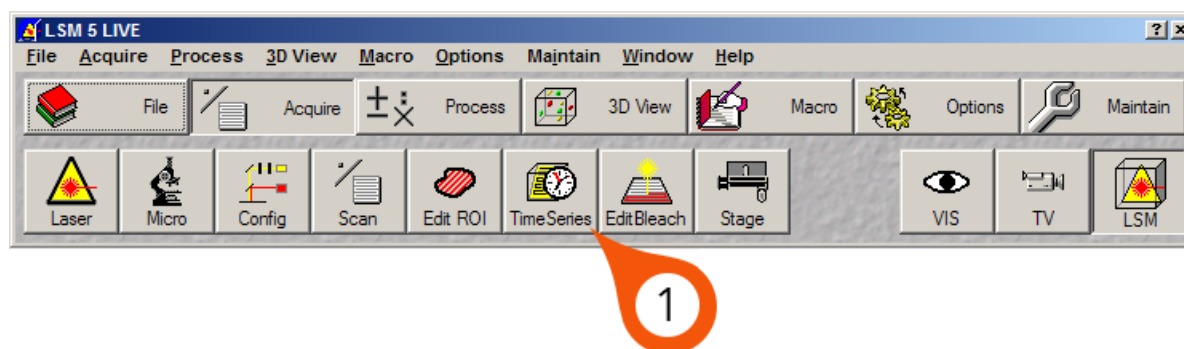 LSM 5 LIVE
File Acquire Process 3D View Macro Options Maintain Window Help
File Acquire Process 3D View Macro Options Maintain
Laser Micro Config Scan Edit ROI TimeSeries EditBleach Stage VIS TV LSM
1